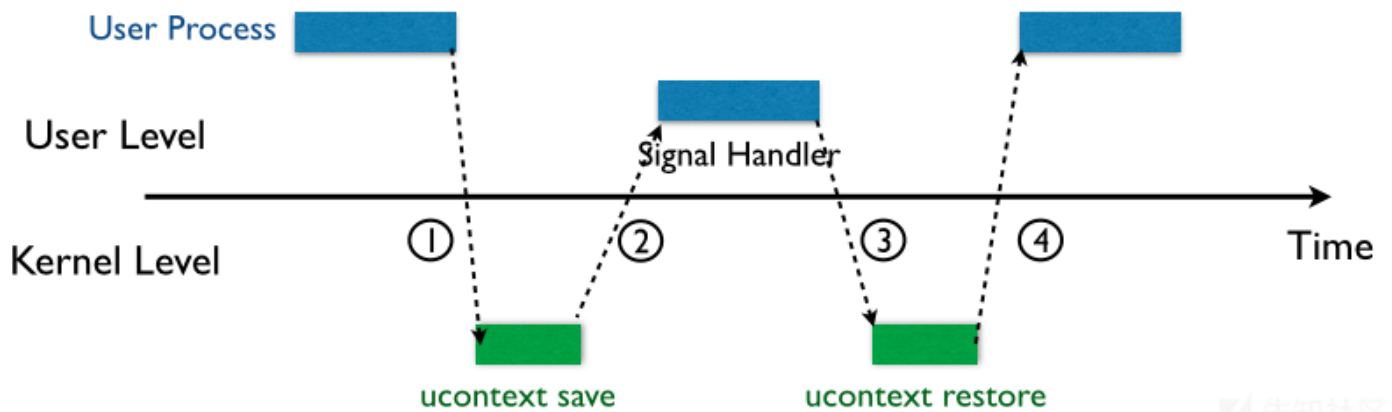 User Process
User Level
Signal Handler
① ② ③ ④
Kernel Level
Time
ucontext save
ucontext restore